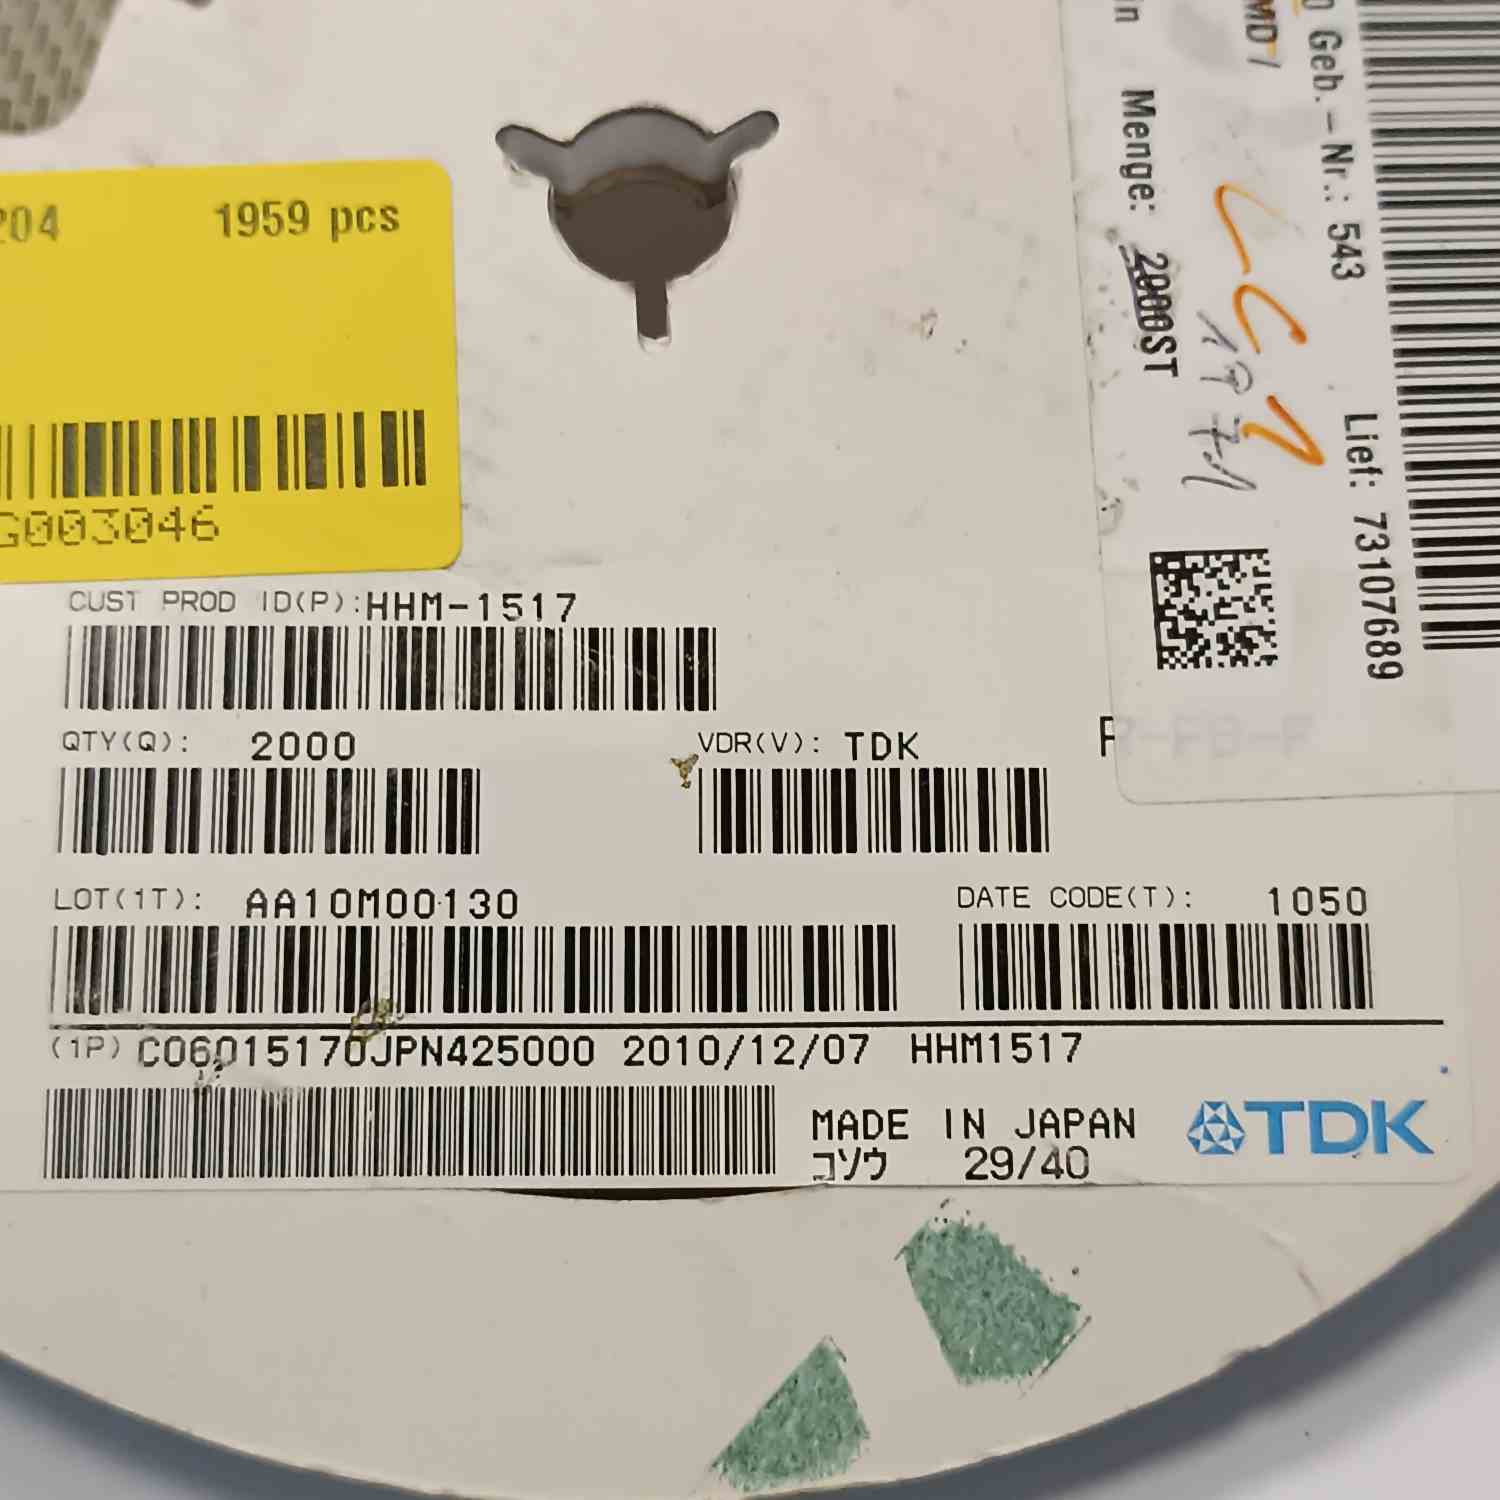 204 1959 pcs
G003046
CUST PROD ID(P):HHM-1517
QTY(Q): 2000
VDR(V): TDK
LOT(1T): AA10M00130
DATE CODE(T): 1050
(1P) C06015170JPN425000 2010/12/07 HHM1517
MADE IN JAPAN
コソウ 29/40
TDK
Geb.-Nr.: 543
Lief: 73107689
Menge: 2000ST
1971